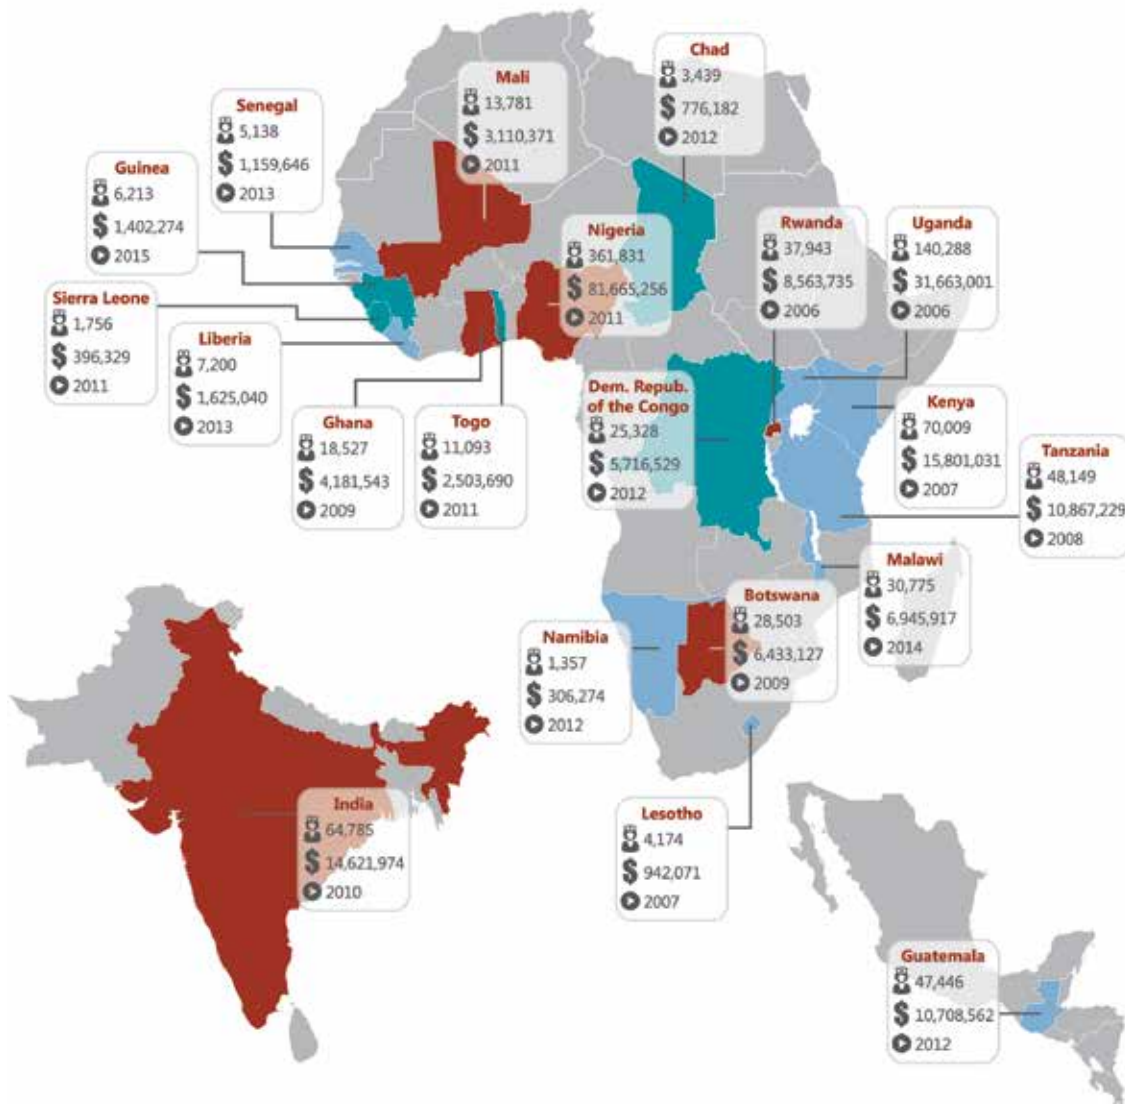 Chad
3,439
$ 776,182
2012
Mali
13,781
$ 3,110,371
2011
Senegal
5,138
$ 1,159,646
2013
Guinea
6,213
$ 1,402,274
2015
Nigeria
361,831
$ 81,665,256
2011
Rwanda
37,943
$ 8,563,735
2006
Uganda
140,288
$ 31,663,001
2006
Sierra Leone
1,756
$ 396,329
2011
Liberia
7,200
$ 1,625,040
2013
Ghana
18,527
$ 4,181,543
2009
Togo
11,093
$ 2,503,690
2011
Dem. Repub.
of the Congo
25,328
$ 5,716,529
2012
Kenya
70,009
$ 15,801,031
2007
Tanzania
48,149
$ 10,867,229
2008
Malawi
30,775
$ 6,945,917
2014
Botswana
28,503
$ 6,433,127
2009
Namibia
1,357
$ 306,274
2012
India
64,785
$ 14,621,974
2010
Lesotho
4,174
$ 942,071
2007
Guatemala
47,446
$ 10,708,562
2012